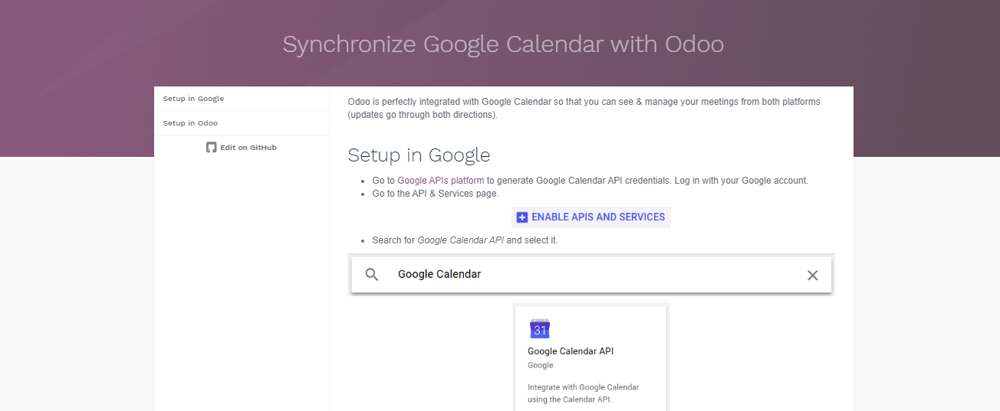 Synchronize Google Calendar with Odoo
Setup in Google
Setup in Odoo
Edit on GitHub
Odoo is perfectly integrated with Google Calendar so that you can see & manage your meetings from both platforms
(updates go through both directions).
Setup in Google
Go to Google APIs platform to generate Google Calendar API credentials. Log in with your Google account.
Go to the API & Services page.
ENABLE APIS AND SERVICES
Search for Google Calendar API and select it.
Google Calendar
31
Google Calendar API
Google
Integrate with Google Calendar
using the Calendar API.